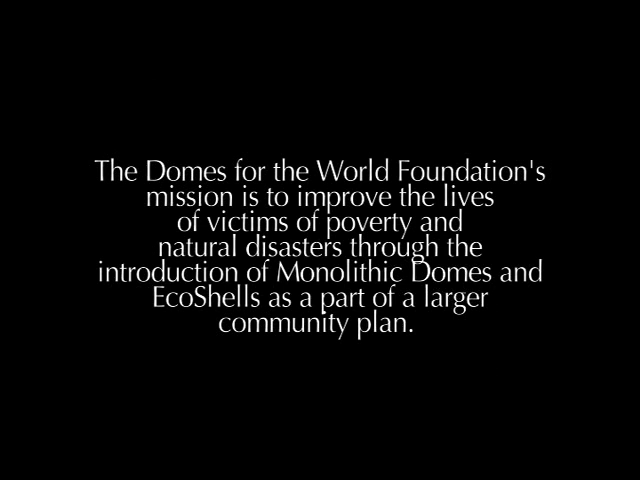 The Domes for the World Foundation's
mission is to improve the lives
of victims of poverty and
natural disasters through the
introduction of Monolithic Domes and
EcoShells as a part of a larger
community plan.